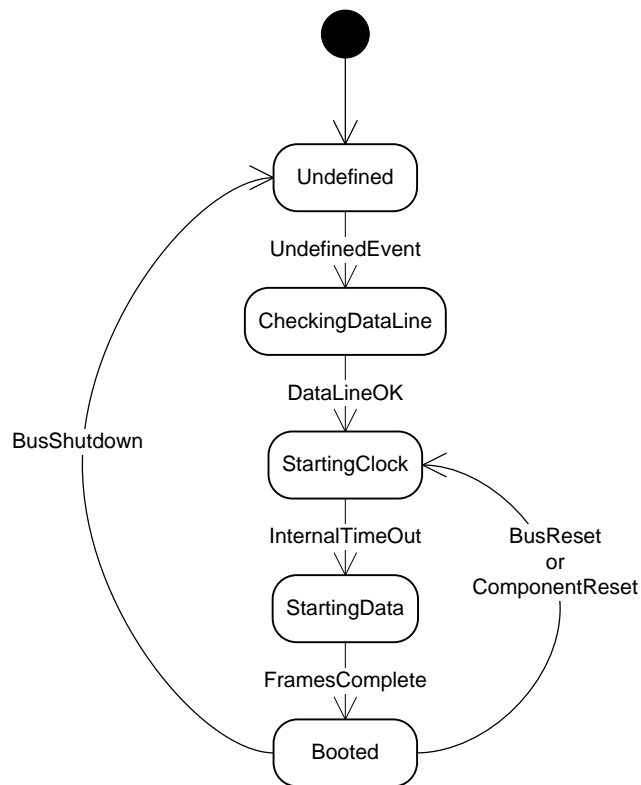 Undefined
UndefinedEvent
CheckingDataLine
DataLineOK
BusShutdown
StartingClock
InternalTimeOut
BusReset
or
ComponentReset
StartingData
FramesComplete
Booted